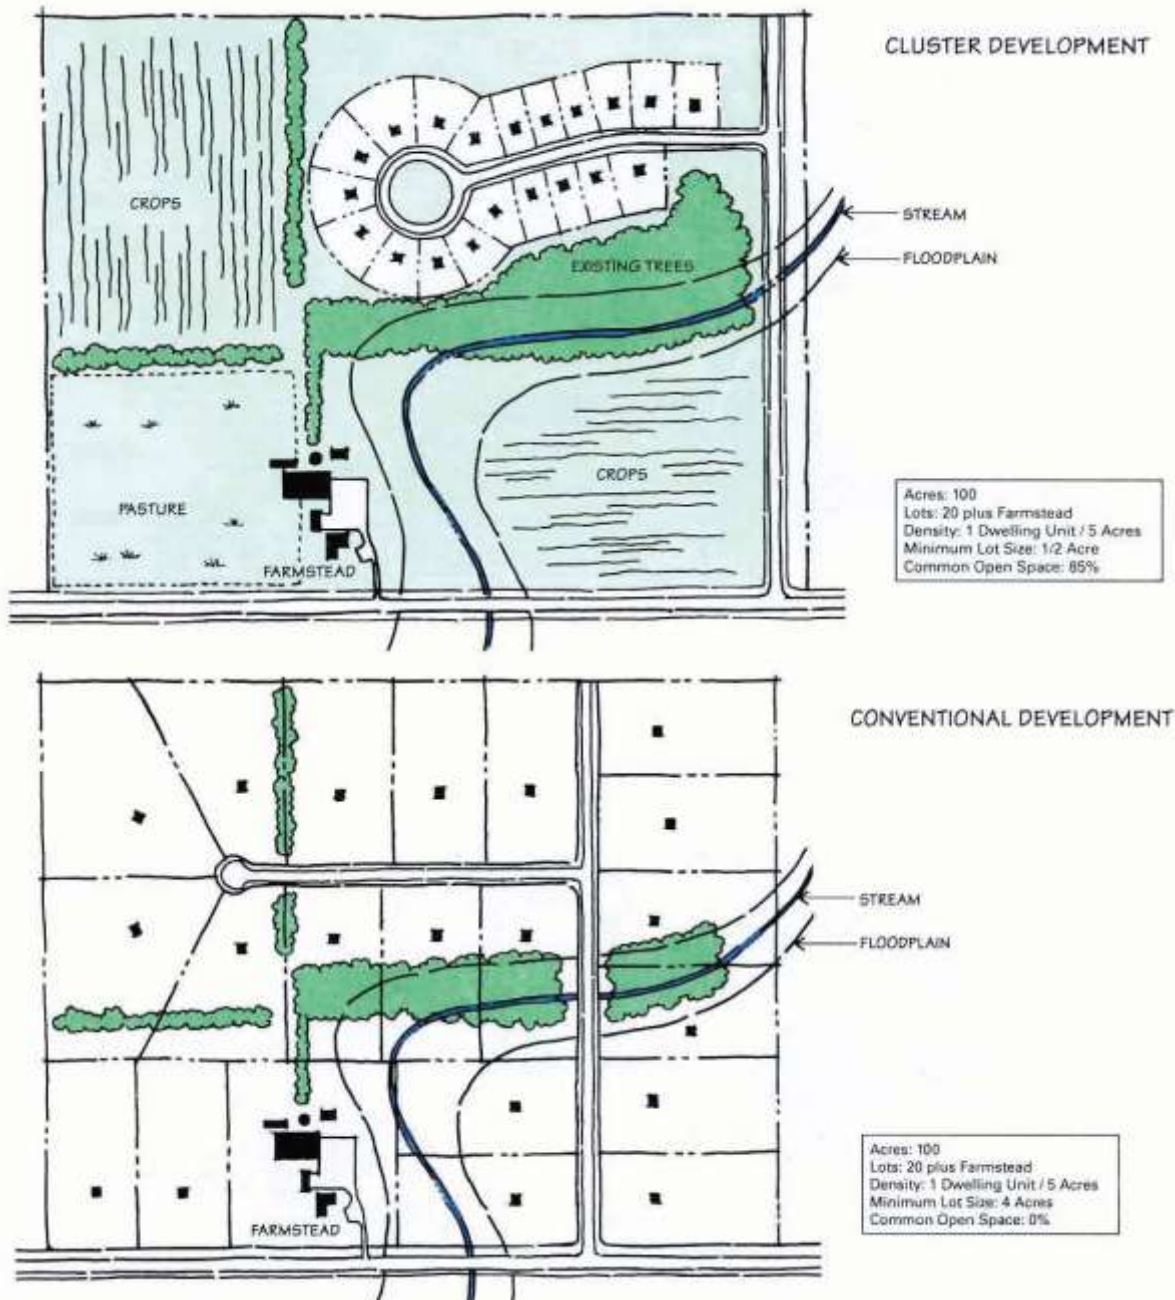 CLUSTER DEVELOPMENT
CROPS
STREAM
EXISTING TREES
FLOODPLAIN
CROPS
PASTURE
FARMSTEAD
Acres: 100
Lots: 20 plus Farmstead
Density: 1 Dwelling Unit / 5 Acres
Minimum Lot Size: 1/2 Acre
Common Open Space: 85%
CONVENTIONAL DEVELOPMENT
STREAM
FLOODPLAIN
FARMSTEAD
Acres: 100
Lots: 20 plus Farmstead
Density: 1 Dwelling Unit / 5 Acres
Minimum Lot Size: 4 Acres
Common Open Space: 0%